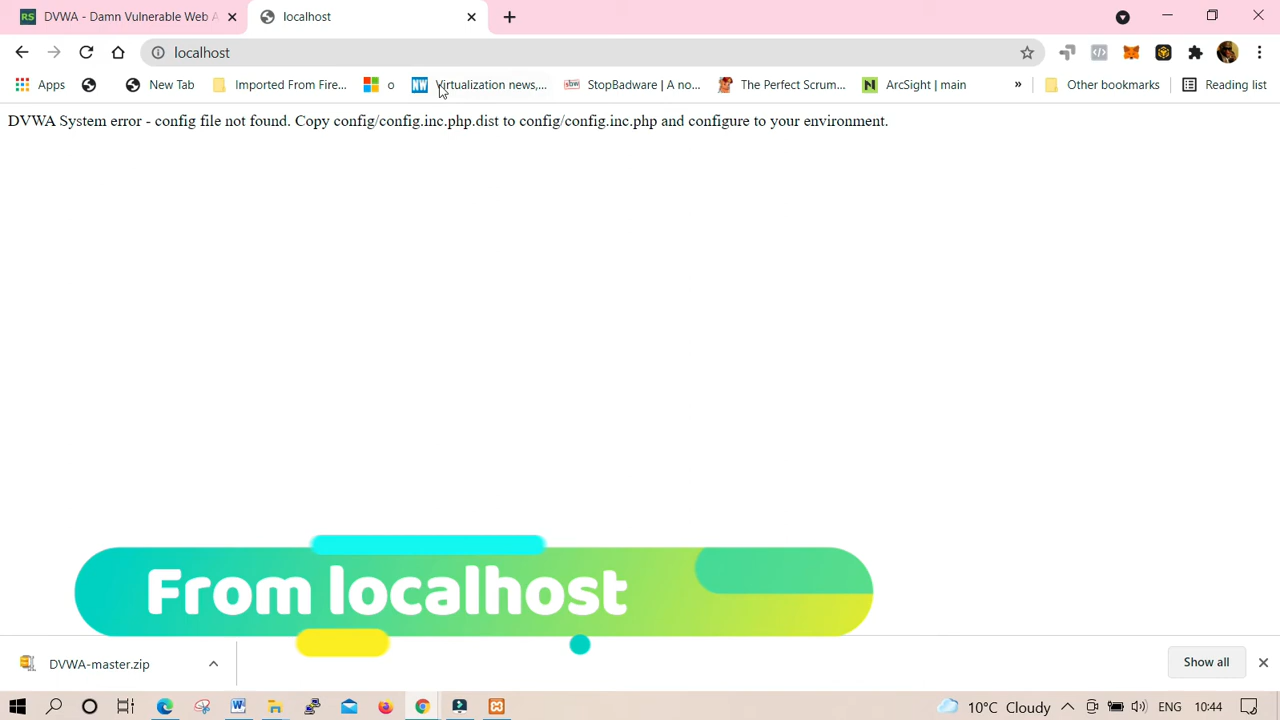 RS DVWA - Damn Vulnerable Web A
localhost
localhost
Apps
New Tab
Imported From Fire...
o
NW Virtualization news,...
sbw StopBadware | A no...
The Perfect Scrum...
N ArcSight | main
»
Other bookmarks
Reading list
DVWA System error - config file not found. Copy config/config.inc.php.dist to config/config.inc.php and configure to your environment.
From localhost
DVWA-master.zip
Show all
10°C Cloudy
ENG
10:44